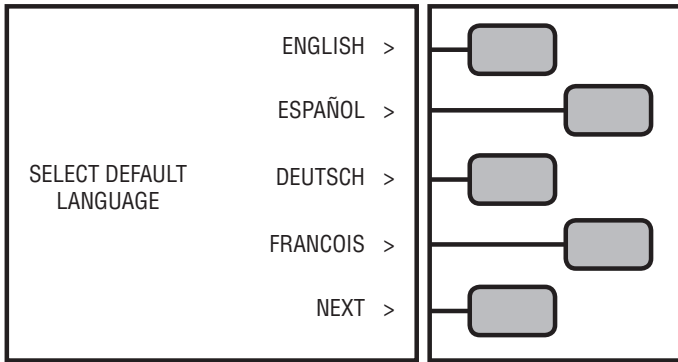 ENGLISH >
ESPAÑOL >
SELECT DEFAULT
LANGUAGE
DEUTSCH >
FRANCOIS >
NEXT >